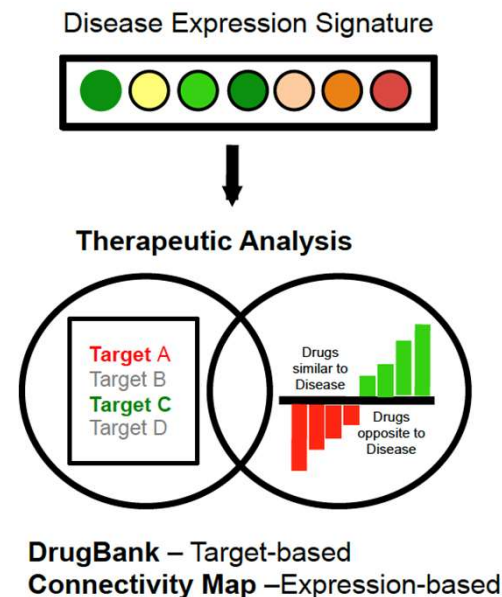 Disease Expression Signature
Therapeutic Analysis
Target A
Target B
Target C
Target D
Drugs
similar to
Disease
Drugs
opposite to
Disease
DrugBank – Target-based
Connectivity Map –Expression-based